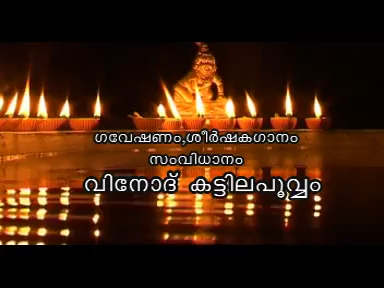 ഗവേഷണം,ശീർഷകഗാനം
സംവിധാനം
വിനോദ് കട്ടിലപൂവ്വം